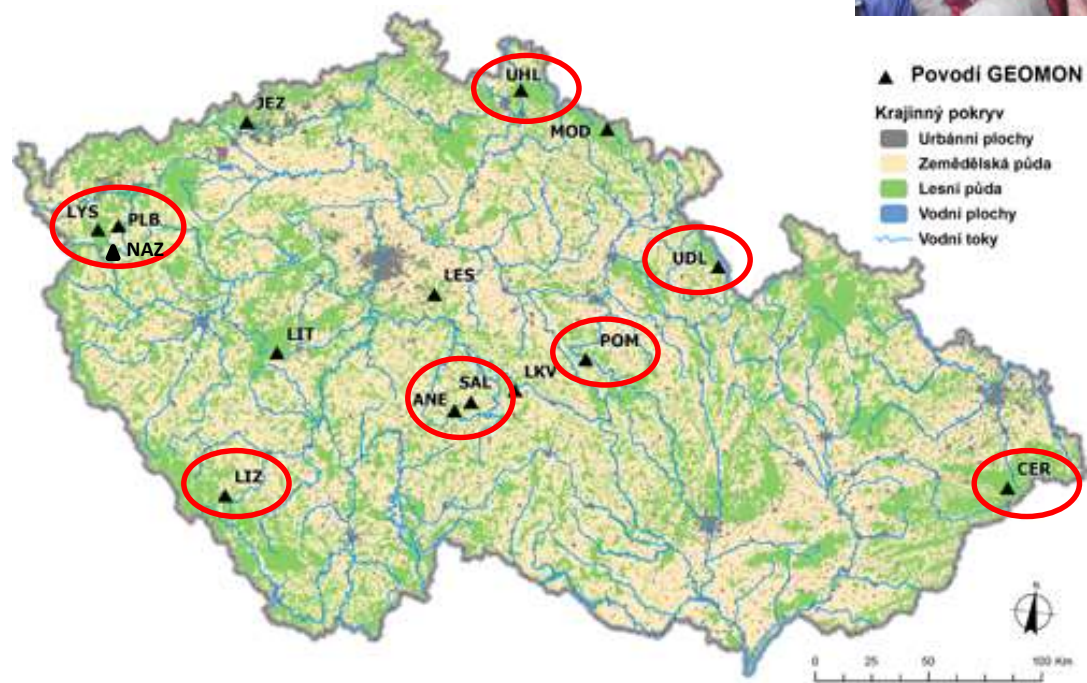 UHL
JEZ
MOD
LYS
PLB
NAZ
UDL
LES
LIT
POM
LKV
SAL
ANE
LIZ
CER
▲ Povodí GEOMON
Krajinný pokryv
Urbánní plochy
Zemědělská půda
Lesní půda
Vodní plochy
Vodní toky
N
0 25 50 100 Km